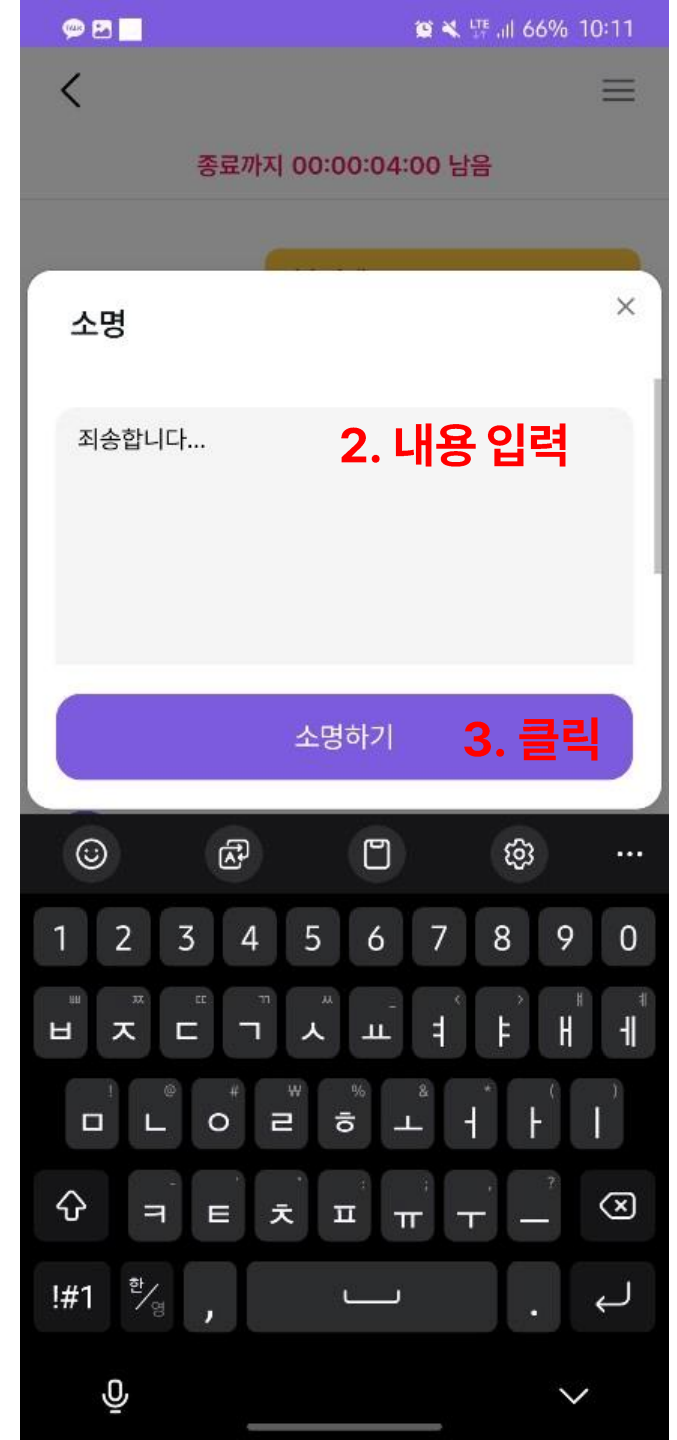 TALK
LTE 66% 10:11
종료까지 00:00:04:00 남음
소명
죄송합니다...
2. 내용 입력
소명하기
3. 클릭
1 2 3 4 5 6 7 8 9 0
ㅃ ㅉ ㄸ ㄲ ㅆ _ < > ㅒ ㅖ
ㅂ ㅈ ㄷ ㄱ ㅅ ㅛ ㅕ ㅑ ㅐ ㅔ
! @ # ₩ % & * ( )
ㅁ ㄴ ㅇ ㄹ ㅎ ㅗ ㅓ ㅏ ㅣ
- ' " : ; , ?
ㅋ ㅌ ㅊ ㅍ ㅠ ㅜ ㅡ
!#1 한/영 , .